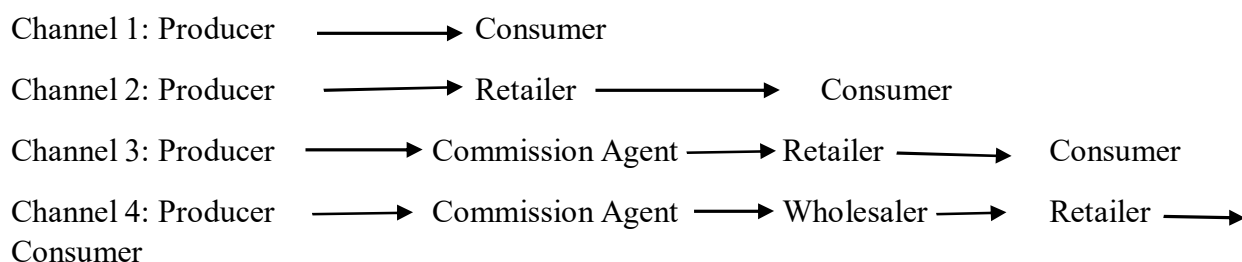 Channel 1: Producer Consumer
Channel 2: Producer Retailer Consumer
Channel 3: Producer Commission Agent Retailer Consumer
Channel 4: Producer Commission Agent Wholesaler Retailer
Consumer